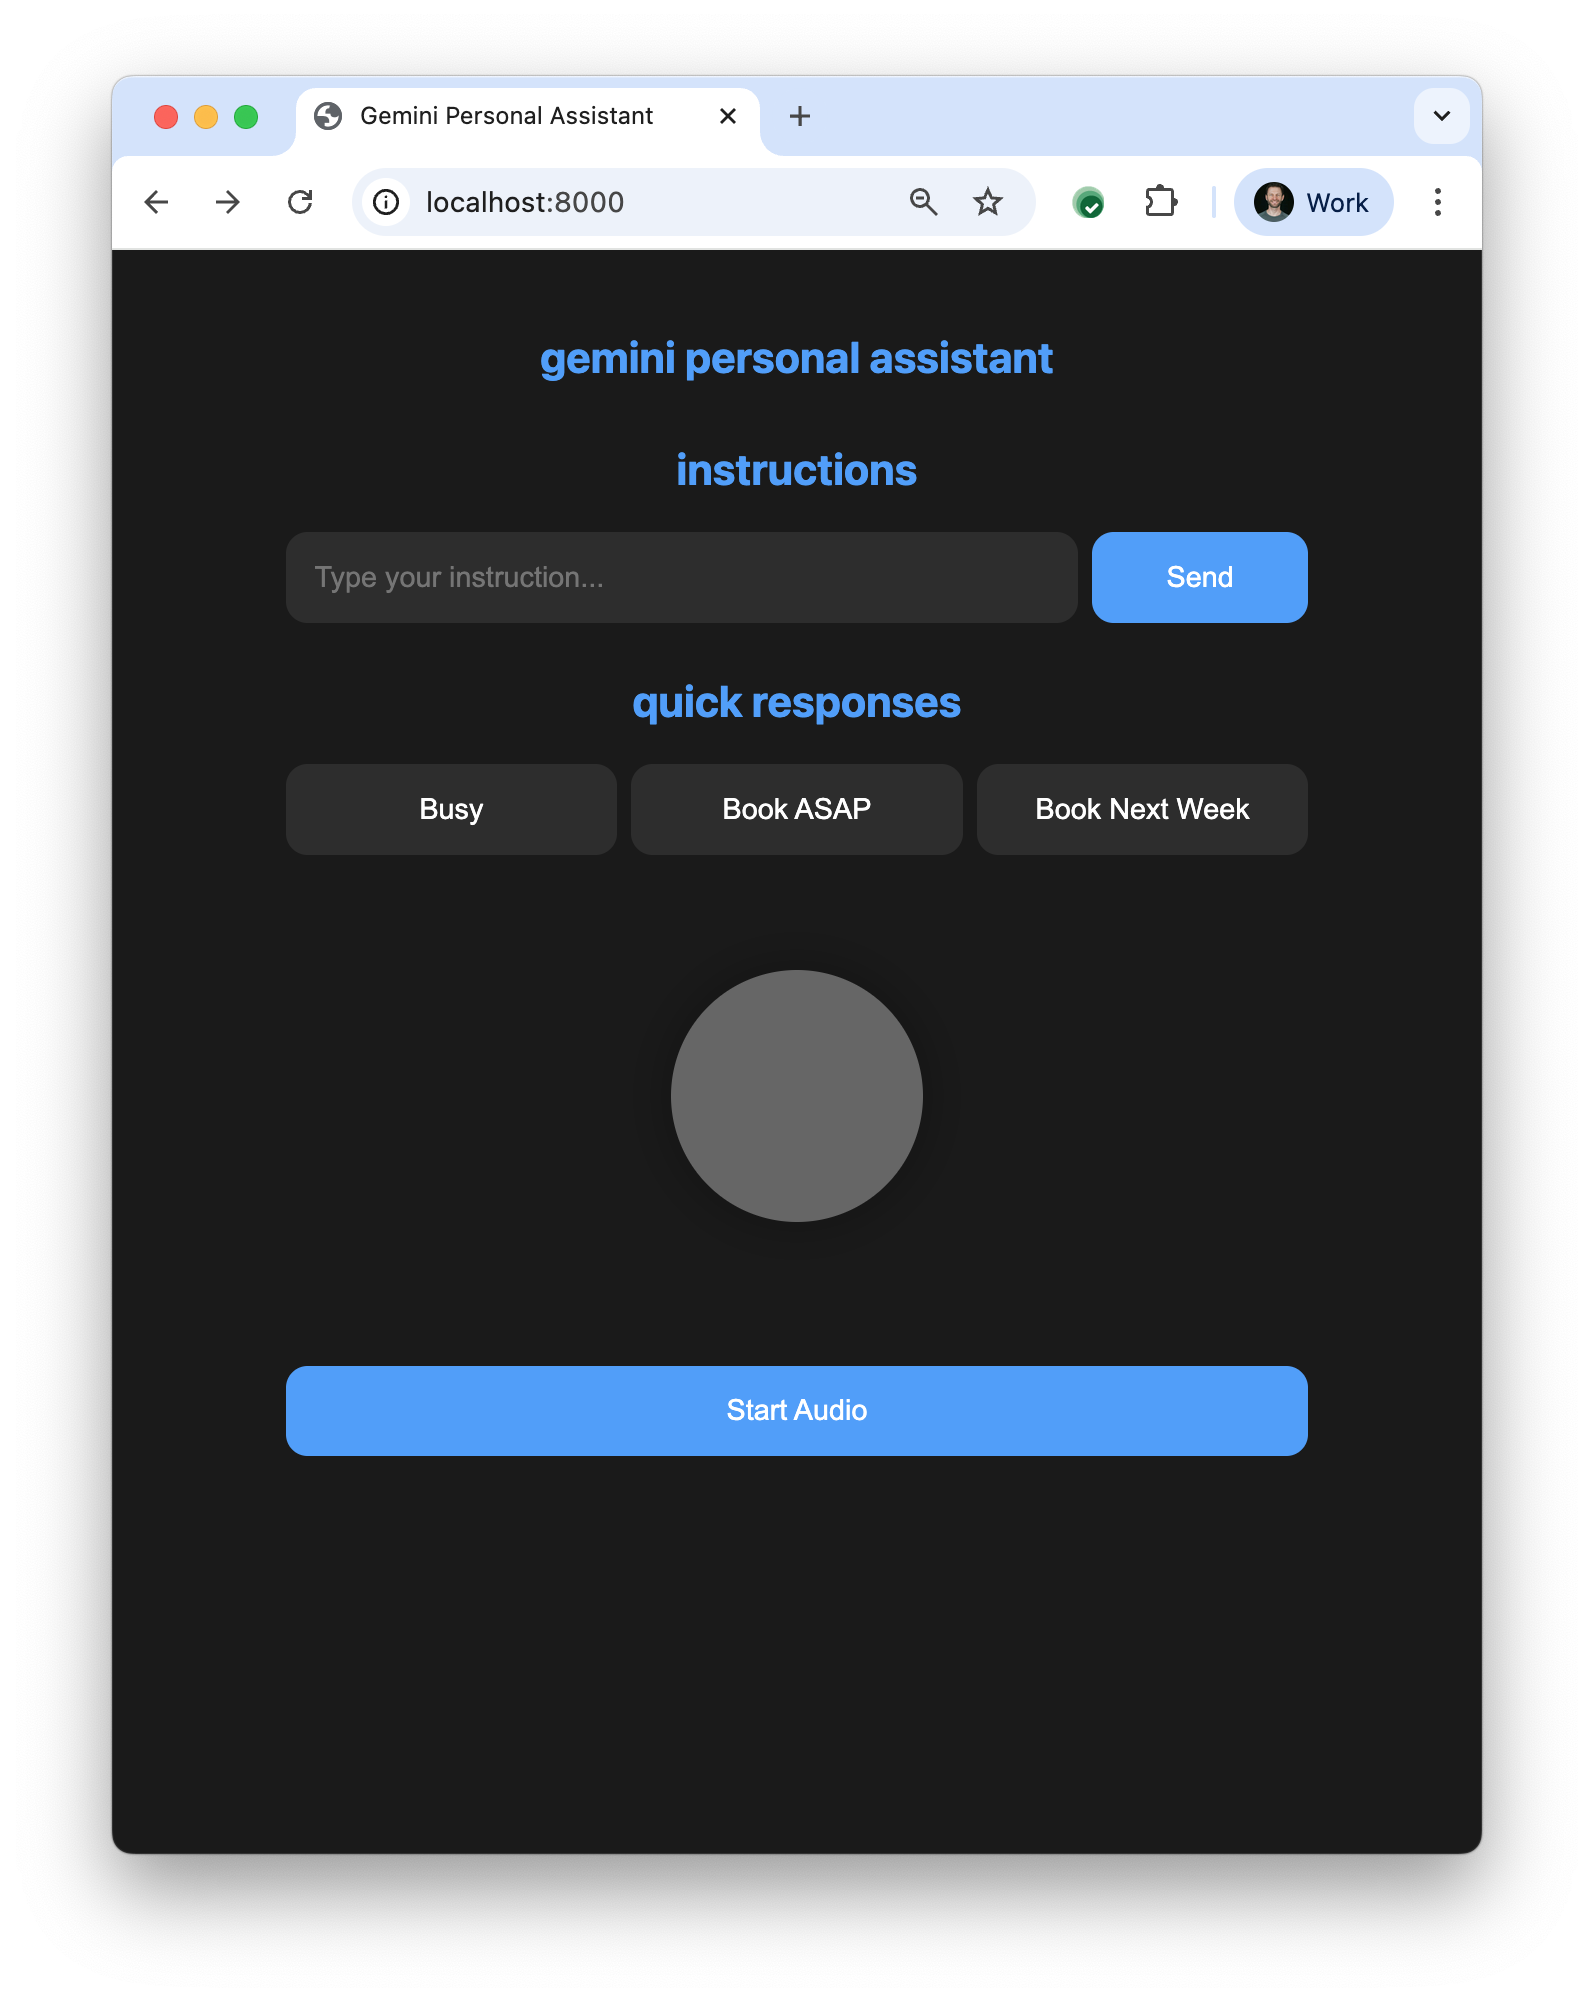 Gemini Personal Assistant
localhost:8000
Work
gemini personal assistant
instructions
Type your instruction...
Send
quick responses
Busy
Book ASAP
Book Next Week
Start Audio